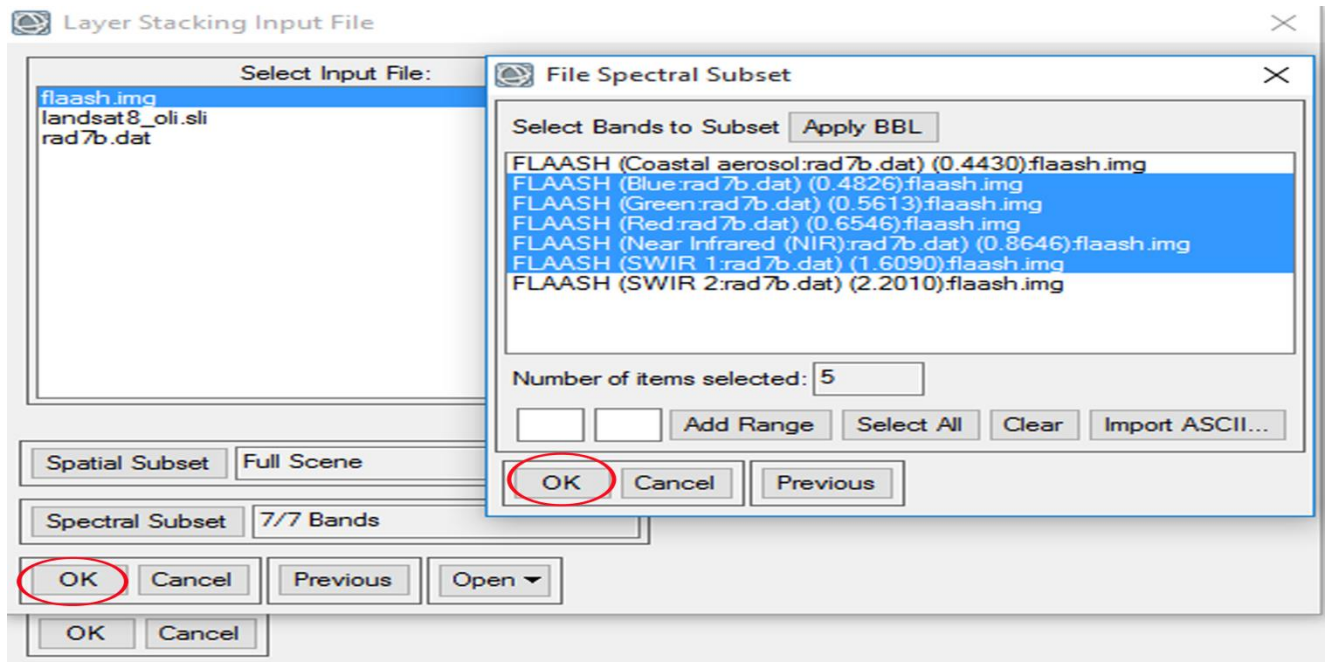 Layer Stacking Input File
Select Input File:
flaash.img
landsat8_oli.sli
rad7b.dat
Spatial Subset Full Scene
Spectral Subset 7/7 Bands
OK Cancel Previous Open
OK Cancel
File Spectral Subset
Select Bands to Subset Apply BBL
FLAASH (Coastal aerosol:rad7b.dat) (0.4430):flaash.img
FLAASH (Blue:rad7b.dat) (0.4826):flaash.img
FLAASH (Green:rad7b.dat) (0.5613):flaash.img
FLAASH (Red:rad7b.dat) (0.6546):flaash.img
FLAASH (Near Infrared (NIR):rad7b.dat) (0.8646):flaash.img
FLAASH (SWIR 1:rad7b.dat) (1.6090):flaash.img
FLAASH (SWIR 2:rad7b.dat) (2.2010):flaash.img
Number of items selected: 5
Add Range Select All Clear Import ASCII...
OK Cancel Previous